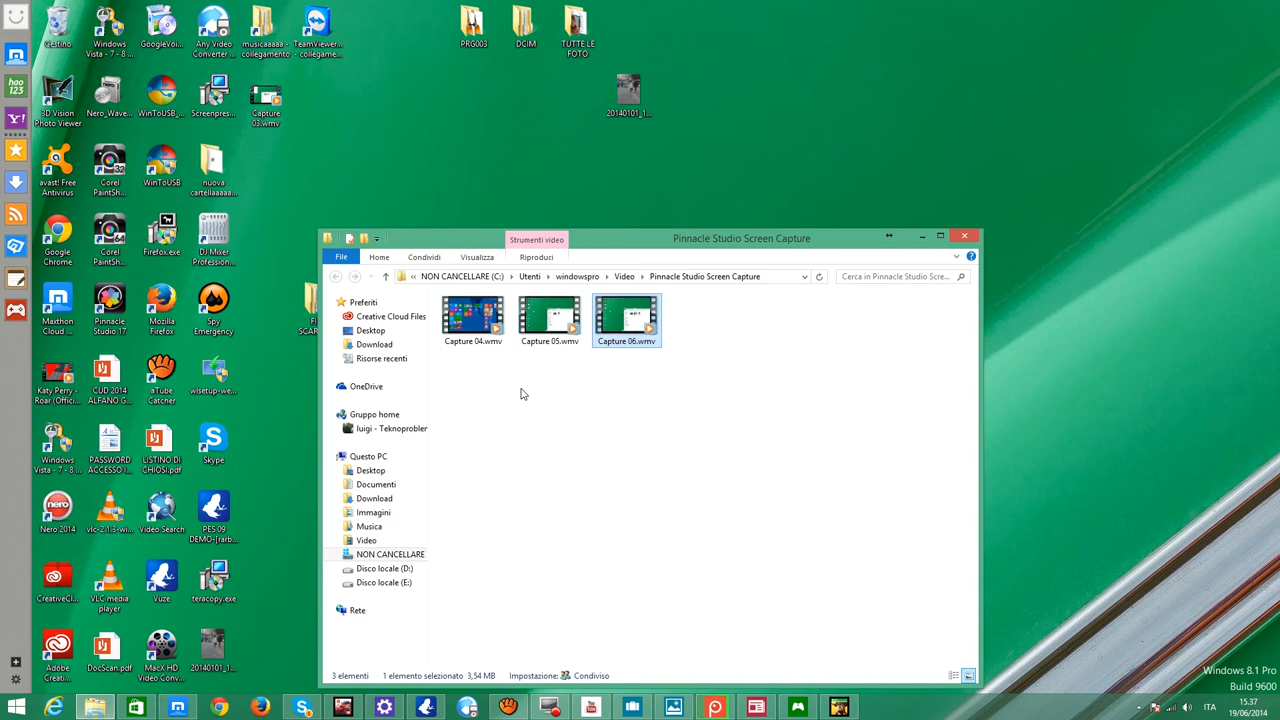 Cestino
Windows
Vista - 7 - 8 ...
GoogleVoi...
Any Video
Converter ...
musicaaaaa -
collegamento
TeamViewer...
- collegame...
PRG003
DCIM
TUTTE LE
FOTO
hao
123
3D Vision
Photo Viewer
Nero_Wave...
WinToUSB_...
Screenpres...
Capture
03.wmv
20140101_1...
Y!
avast! Free
Antivirus
Corel
PaintSh...
32
WinToUSB
nuova
cartellaaaaa...
Google
Chrome
Corel
PaintSh...
64
Firefox.exe
DJ Mixer
Profession...
Maxthon
Cloud ...
Pinnacle
Studio 17
Mozilla
Firefox
Spy
Emergency
Katy Perry -
Roar (Offici...
CUD 2014
ALFANO G...
aTube
Catcher
Windows
Vista - 7 - 8 ...
PASSWORD
ACCESSO I...
LISTINO DI
CHIOSI.pdf
Skype
nero
Nero 2014
vlc-2.1.3-wi...
Video Search
PES 09
DEMO-[rarb...
CreativeCl...
VLC media
player
Vuze
teracopy.exe
Adobe
Creati...
DocScan.pdf
MacX HD
Video Conv...
20140101_1...
Strumenti video
Pinnacle Studio Screen Capture
File
Home
Condividi
Visualizza
Riproduci
« NON CANCELLARE (C:)
Utenti
windowspro
Video
Pinnacle Studio Screen Capture
Cerca in Pinnacle Studio Scre...
Preferiti
Creative Cloud Files
Desktop
Download
Risorse recenti
OneDrive
Gruppo home
luigi - Teknoprobler
Questo PC
Desktop
Documenti
Download
Immagini
Musica
Video
NON CANCELLARE
Disco locale (D:)
Disco locale (E:)
Rete
Capture 04.wmv
Capture 05.wmv
Capture 06.wmv
3 elementi
1 elemento selezionato 3,54 MB
Impostazione:
Condiviso
Windows 8.1 Pro
Build 9600
ITA
15.37
19/06/2014